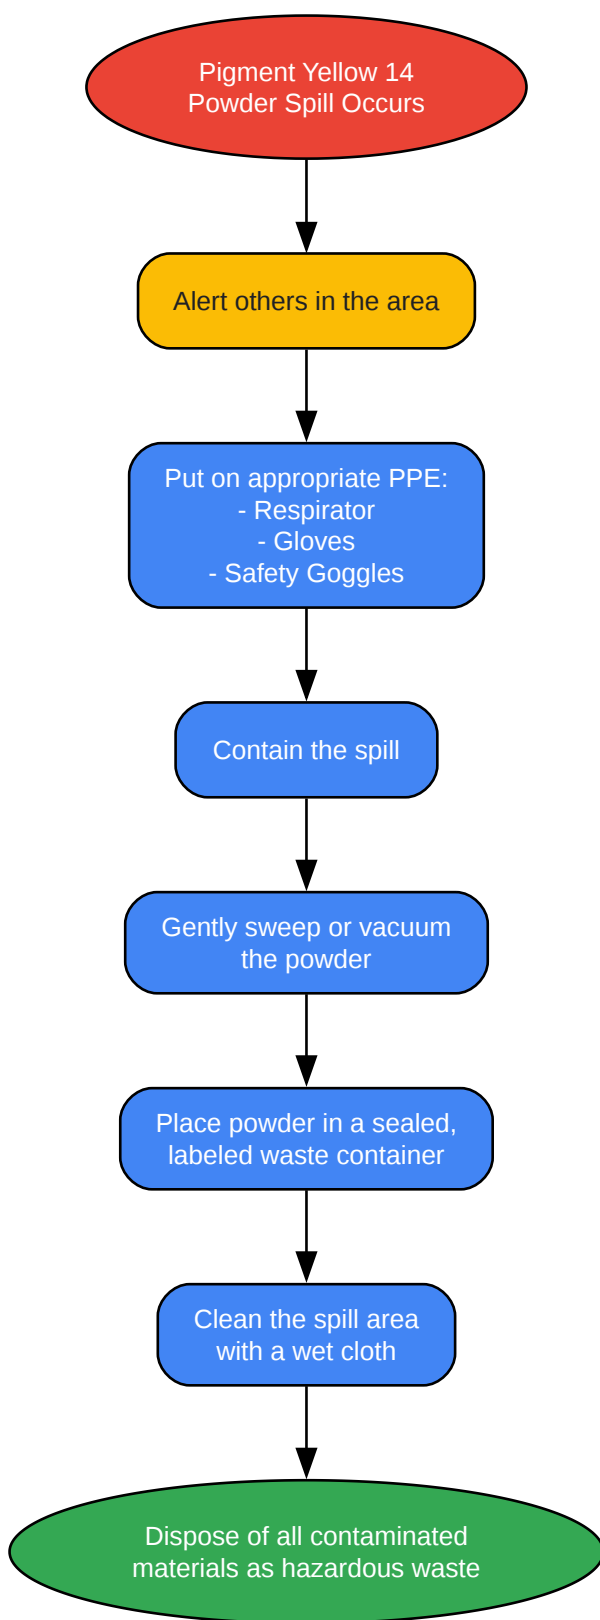 Pigment Yellow 14
Powder Spill Occurs
Alert others in the area
Put on appropriate PPE:
- Respirator
- Gloves
- Safety Goggles
Contain the spill
Gently sweep or vacuum
the powder
Place powder in a sealed,
labeled waste container
Clean the spill area
with a wet cloth
Dispose of all contaminated
materials as hazardous waste